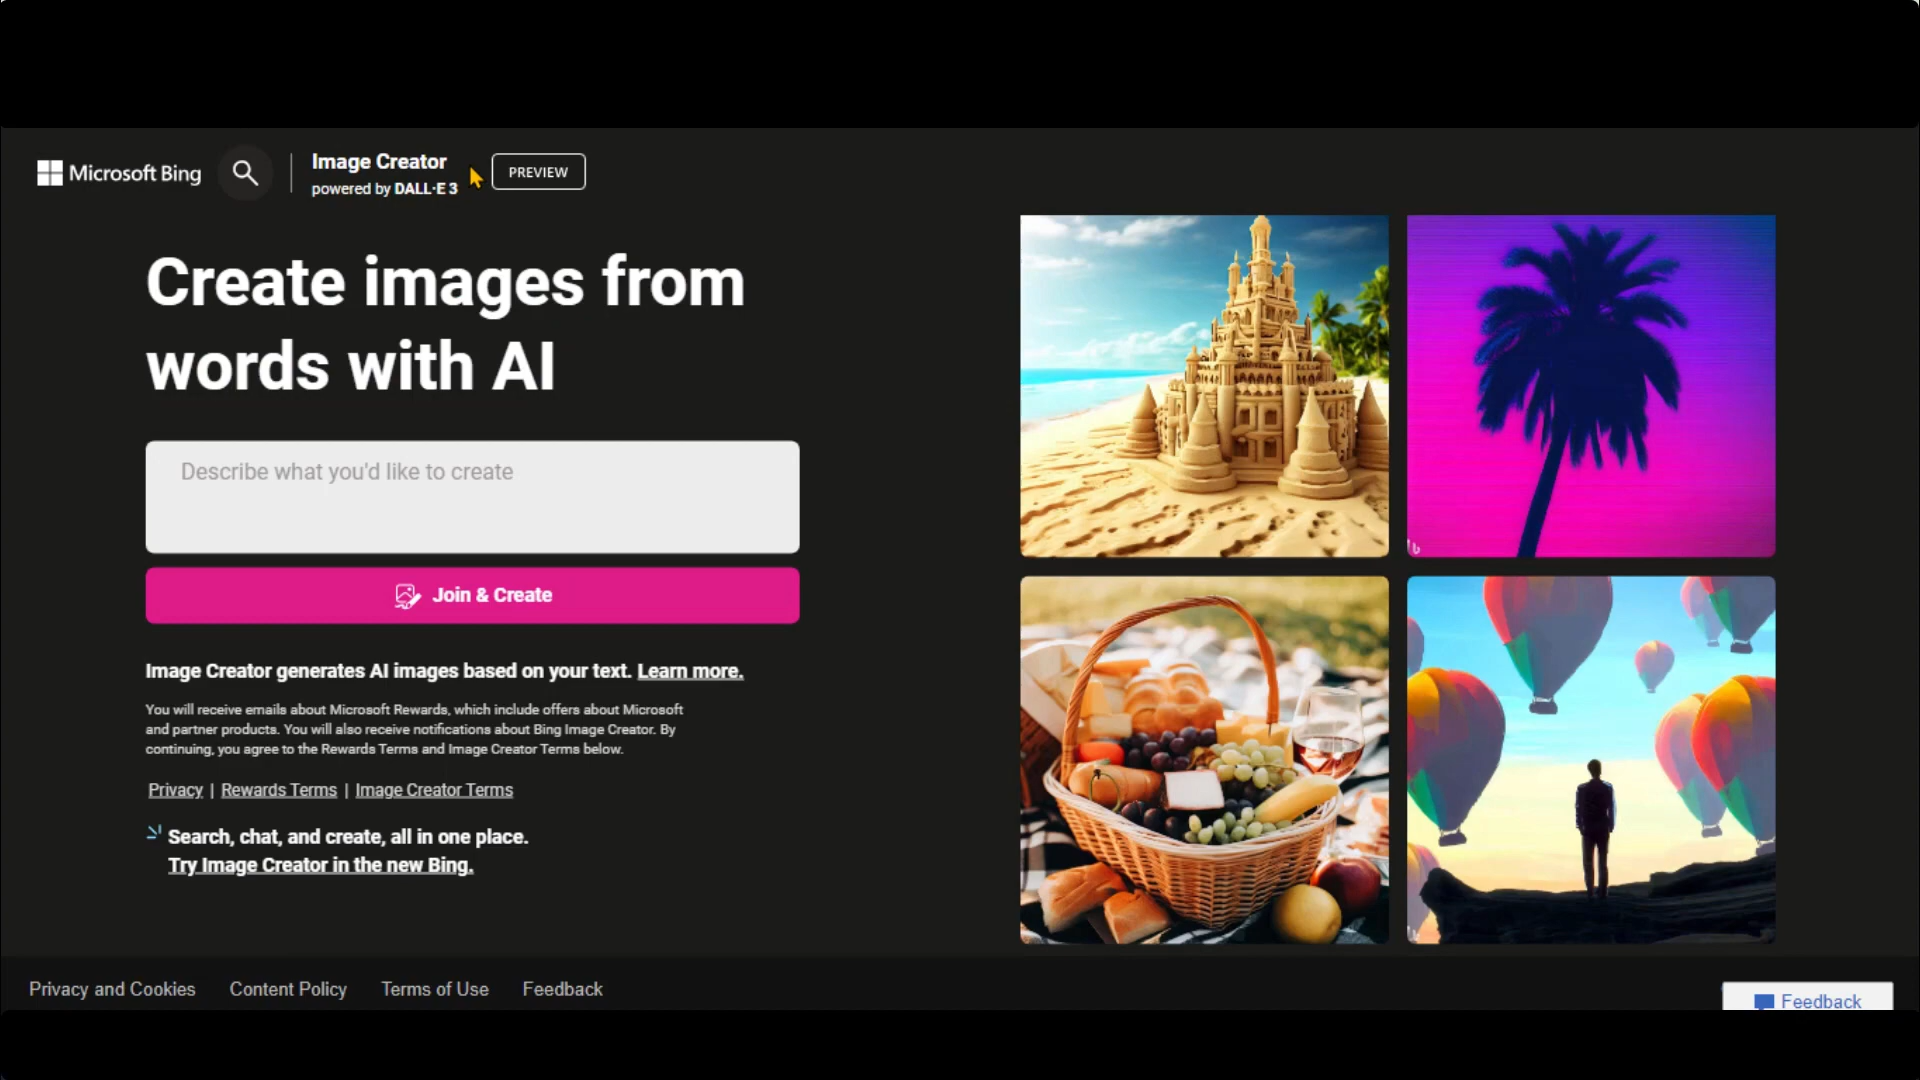 Microsoft Bing
Image Creator
powered by DALL·E 3
PREVIEW
Create images from
words with AI
Describe what you'd like to create
Join & Create
Image Creator generates AI images based on your text. Learn more.
You will receive emails about Microsoft Rewards, which include offers about Microsoft
and partner products. You will also receive notifications about Bing Image Creator. By
continuing, you agree to the Rewards Terms and Image Creator Terms below.
Privacy | Rewards Terms | Image Creator Terms
Search, chat, and create, all in one place.
Try Image Creator in the new Bing.
Privacy and Cookies Content Policy Terms of Use Feedback
Feedback